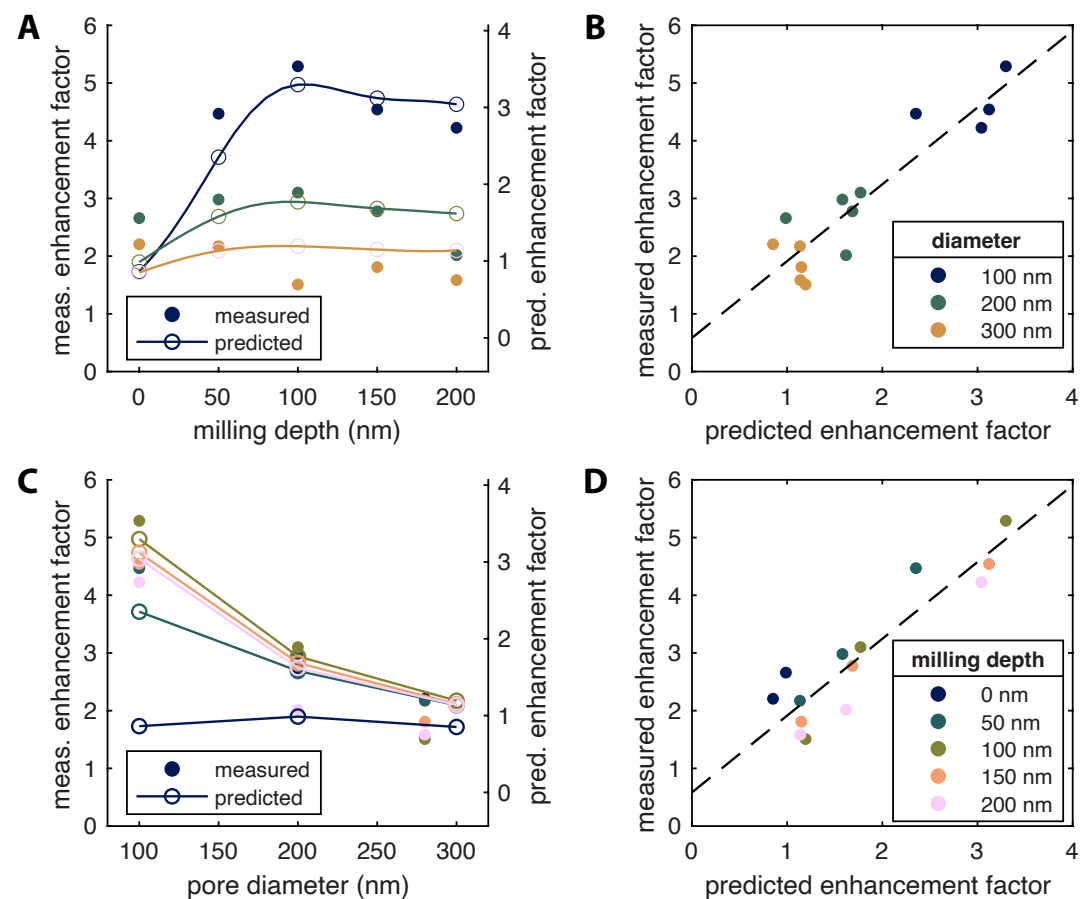 A
meas. enhancement factor
6
5
4
3
2
1
0
0 50 100 150 200
milling depth (nm)
4
3
2
1
0
pred. enhancement factor
measured
predicted
B
measured enhancement factor
6
5
4
3
2
1
0
0 1 2 3 4
predicted enhancement factor
diameter
100 nm
200 nm
300 nm
C
meas. enhancement factor
6
5
4
3
2
1
0
100 150 200 250 300
pore diameter (nm)
4
3
2
1
0
pred. enhancement factor
measured
predicted
D
measured enhancement factor
6
5
4
3
2
1
0
0 1 2 3 4
predicted enhancement factor
milling depth
0 nm
50 nm
100 nm
150 nm
200 nm